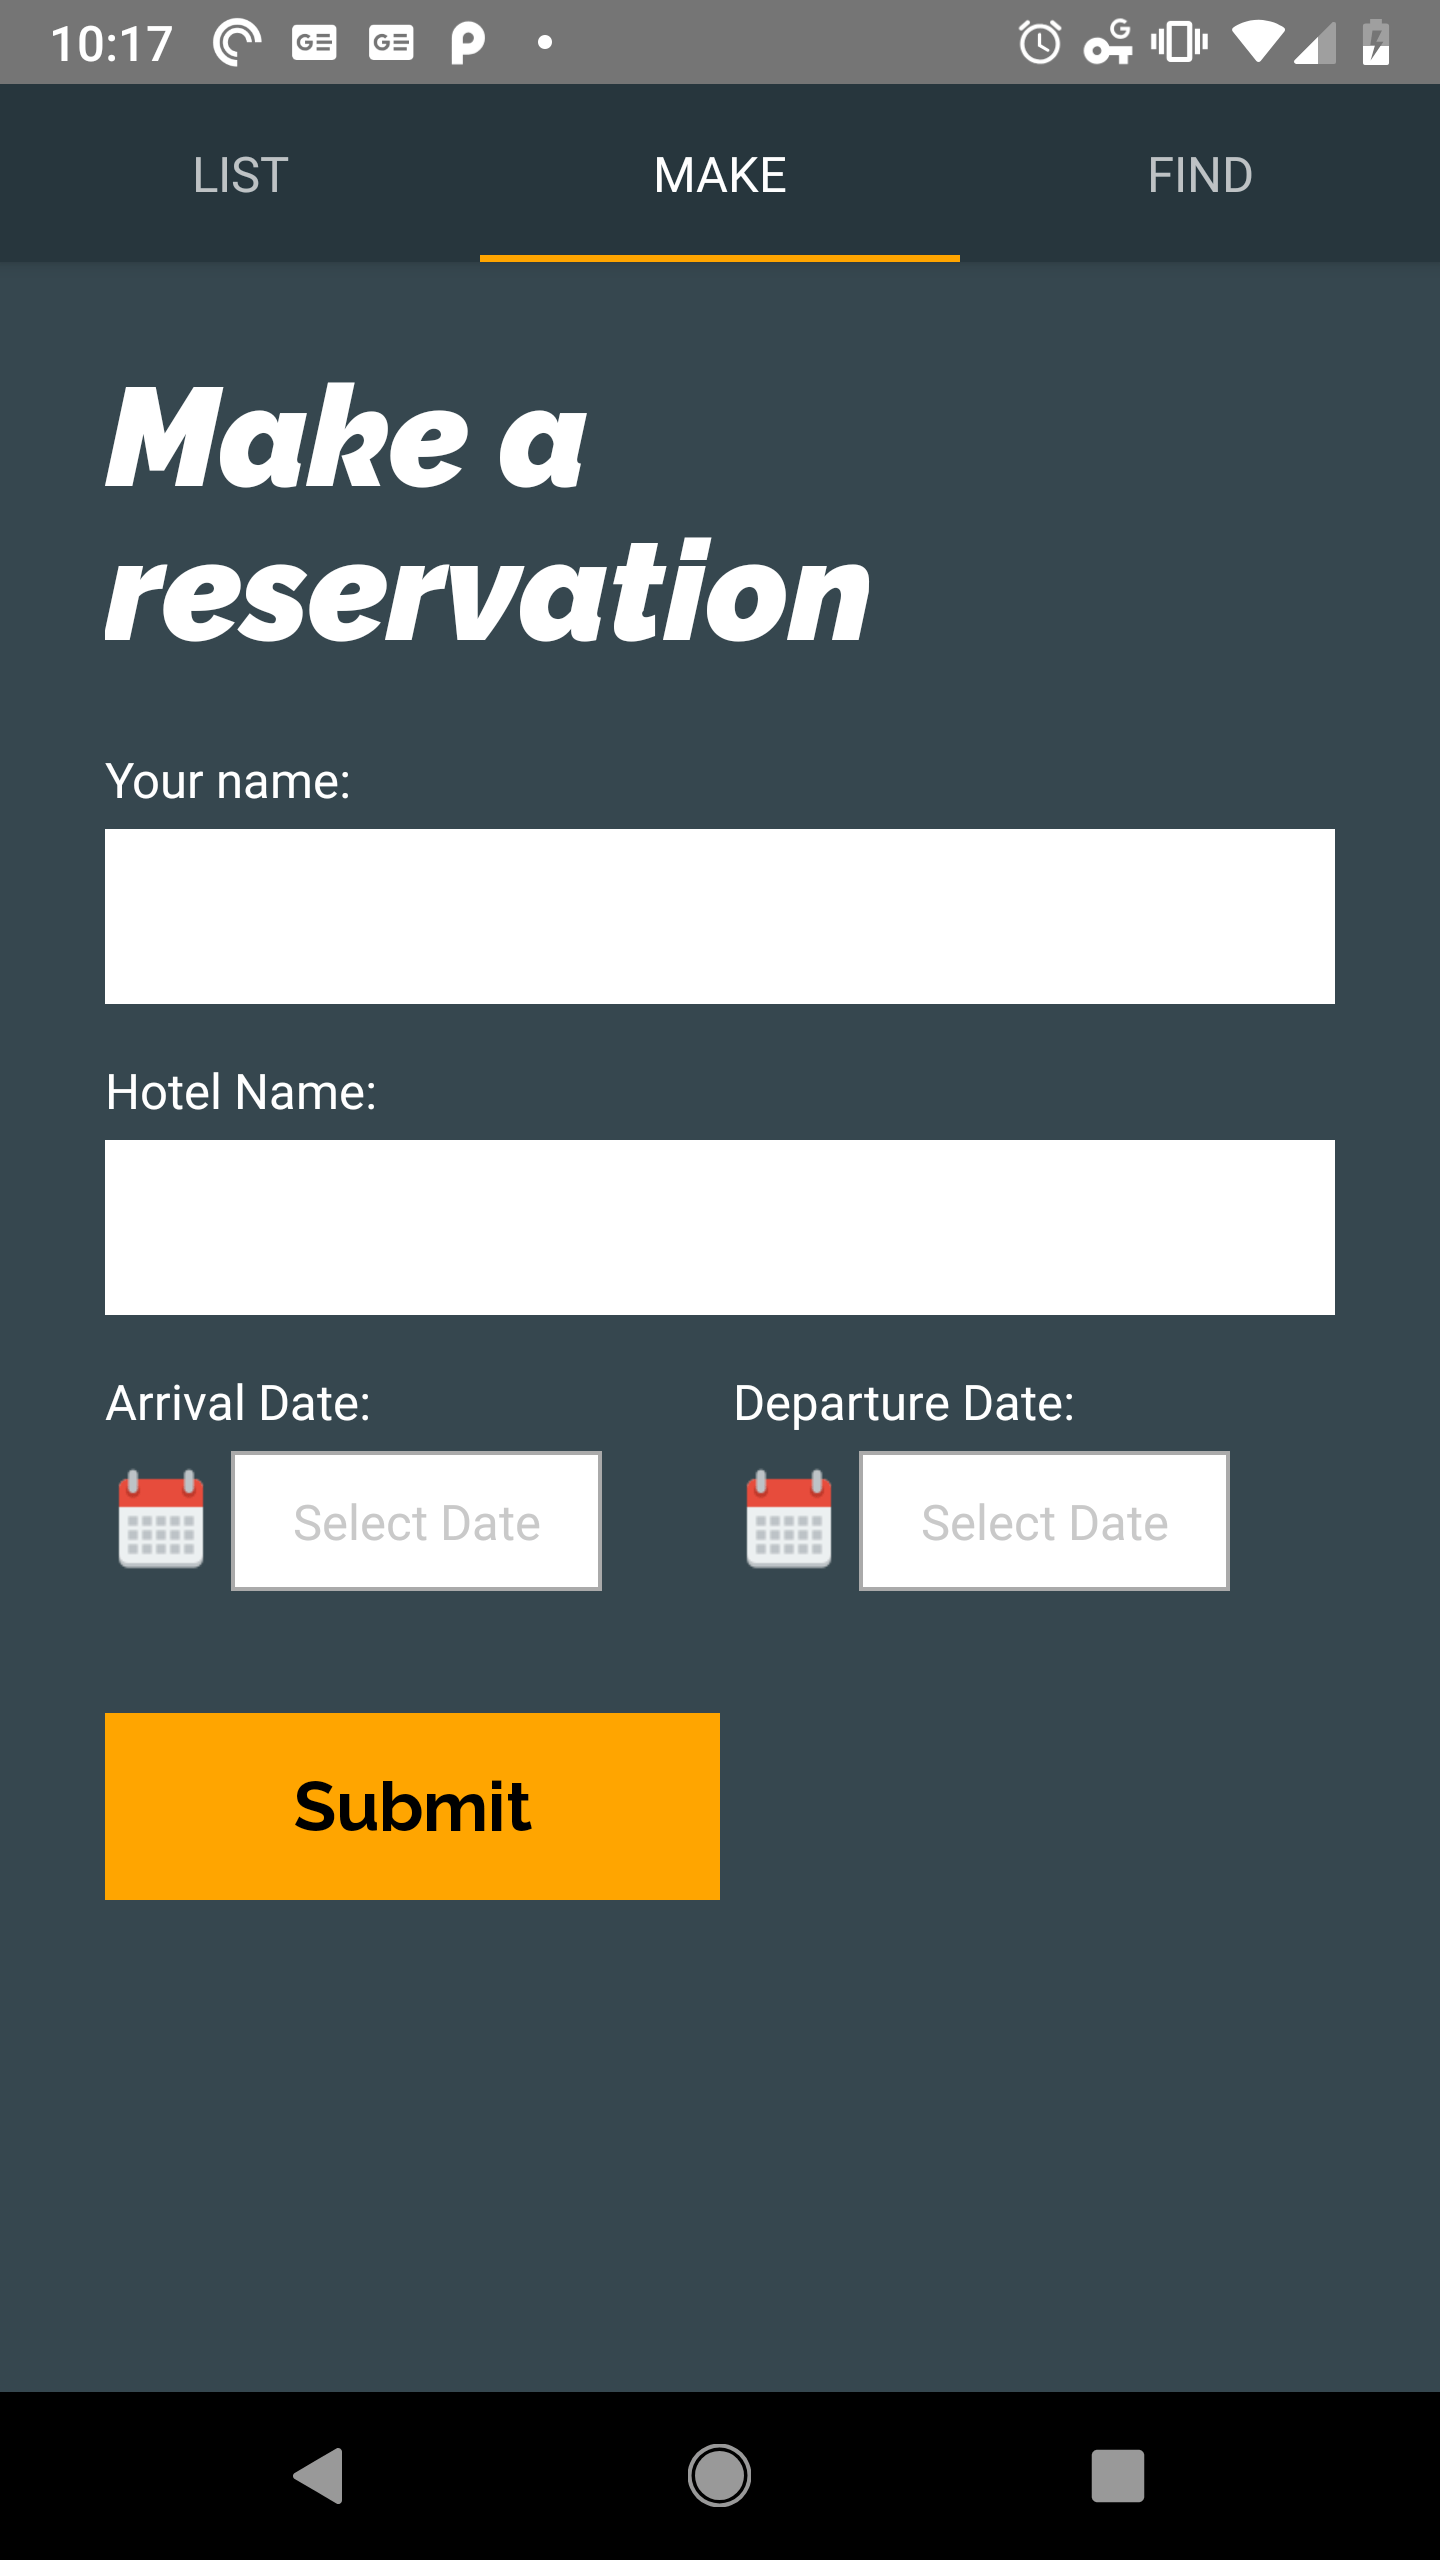 10:17
LIST MAKE FIND
Make a
reservation
Your name:
Hotel Name:
Arrival Date: Departure Date:
Select Date Select Date
Submit